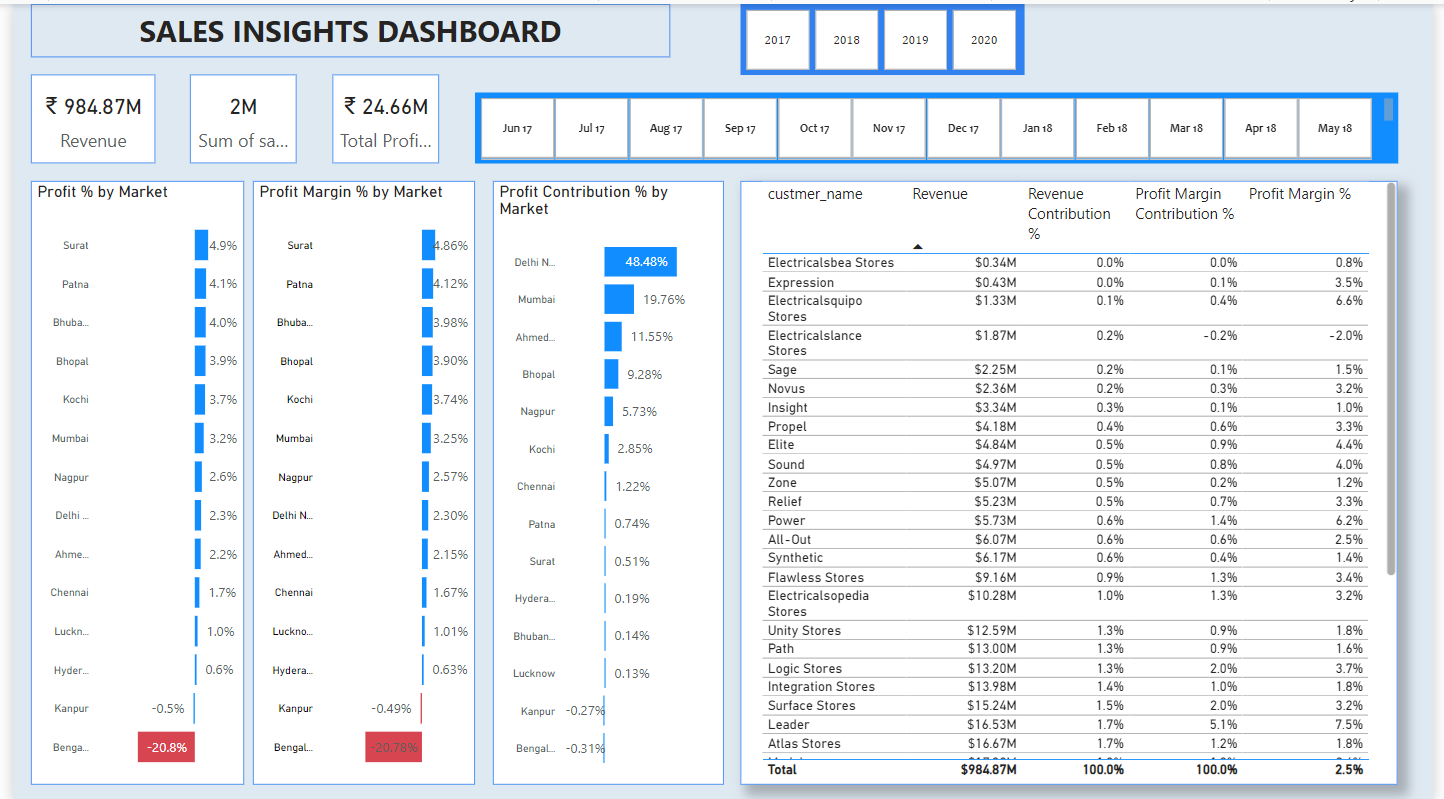 SALES INSIGHTS DASHBOARD
2017 2018 2019 2020
₹ 984.87M
Revenue
2M
Sum of sa...
₹ 24.66M
Total Profi...
Jun 17 Jul 17 Aug 17 Sep 17 Oct 17 Nov 17 Dec 17 Jan 18 Feb 18 Mar 18 Apr 18 May 18
Profit % by Market
Surat 4.9%
Patna 4.1%
Bhuba... 4.0%
Bhopal 3.9%
Kochi 3.7%
Mumbai 3.2%
Nagpur 2.6%
Delhi ... 2.3%
Ahme... 2.2%
Chennai 1.7%
Luckn... 1.0%
Hyder... 0.6%
Kanpur -0.5%
Benga... -20.8%
Profit Margin % by Market
Surat 4.86%
Patna 4.12%
Bhuba... 3.98%
Bhopal 3.90%
Kochi 3.74%
Mumbai 3.25%
Nagpur 2.57%
Delhi N... 2.30%
Ahmed... 2.15%
Chennai 1.67%
Luckno... 1.01%
Hydera... 0.63%
Kanpur -0.49%
Bengal... -20.78%
Profit Contribution % by
Market
Delhi N... 48.48%
Mumbai 19.76%
Ahmed... 11.55%
Bhopal 9.28%
Nagpur 5.73%
Kochi 2.85%
Chennai 1.22%
Patna 0.74%
Surat 0.51%
Hydera... 0.19%
Bhuban... 0.14%
Lucknow 0.13%
Kanpur -0.27%
Bengal... -0.31%
custmer_name Revenue Revenue Profit Margin Profit Margin %
Contribution Contribution %
%
Electricalsbea Stores $0.34M 0.0% 0.0% 0.8%
Expression $0.43M 0.0% 0.1% 3.5%
Electricalsquipo $1.33M 0.1% 0.4% 6.6%
Stores
Electricalslance $1.87M 0.2% -0.2% -2.0%
Stores
Sage $2.25M 0.2% 0.1% 1.5%
Novus $2.36M 0.2% 0.3% 3.2%
Insight $3.34M 0.3% 0.1% 1.0%
Propel $4.18M 0.4% 0.6% 3.3%
Elite $4.84M 0.5% 0.9% 4.4%
Sound $4.97M 0.5% 0.8% 4.0%
Zone $5.07M 0.5% 0.2% 1.2%
Relief $5.23M 0.5% 0.7% 3.3%
Power $5.73M 0.6% 1.4% 6.2%
All-Out $6.07M 0.6% 0.6% 2.5%
Synthetic $6.17M 0.6% 0.4% 1.4%
Flawless Stores $9.16M 0.9% 1.3% 3.4%
Electricalsopedia $10.28M 1.0% 1.3% 3.2%
Stores
Unity Stores $12.59M 1.3% 0.9% 1.8%
Path $13.00M 1.3% 0.9% 1.6%
Logic Stores $13.20M 1.3% 2.0% 3.7%
Integration Stores $13.98M 1.4% 1.0% 1.8%
Surface Stores $15.24M 1.5% 2.0% 3.2%
Leader $16.53M 1.7% 5.1% 7.5%
Atlas Stores $16.67M 1.7% 1.2% 1.8%
Total $984.87M 100.0% 100.0% 2.5%